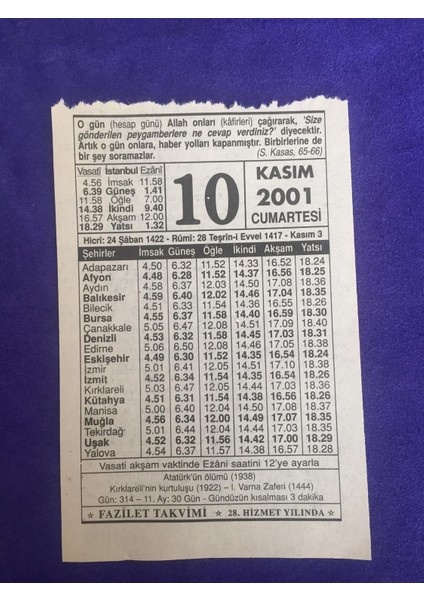 O gün (hesap günü) Allah onları (kâfirleri) çağırarak, 'Size
gönderilen peygamberlere ne cevap verdiniz?' diyecektir.
Artık o gün onlara, haber yolları kapanmıştır. Birbirlerine de
bir şey soramazlar. (S. Kasas, 65-66)
Vasatî İstanbul Ezânî
4.56 İmsak 11.58
6.39 Güneş 1.41
11.58 Öğle 7.00
14.38 İkindi 9.40
16.57 Akşam 12.00
18.29 Yatsı 1.32
10
KASIM
2001
CUMARTESİ
Hicrî: 24 Şâban 1422 - Rûmî: 28 Teşrîn-i Evvel 1417 - Kasım 3
Şehirler İmsak Güneş Öğle İkindi Akşam Yatsı
Adapazarı 4.50 6.32 11.52 14.33 16.52 18.24
Afyon 4.48 6.28 11.52 14.37 16.56 18.25
Aydın 4.58 6.37 12.03 14.50 17.08 18.36
Balıkesir 4.59 6.40 12.02 14.46 17.04 18.35
Bilecik 4.51 6.33 11.54 14.36 16.55 18.26
Bursa 4.55 6.37 11.58 14.40 16.59 18.30
Çanakkale 5.05 6.47 12.08 14.51 17.09 18.40
Denizli 4.53 6.32 11.58 14.45 17.03 18.31
Edirne 5.06 6.50 12.08 14.46 17.05 18.38
Eskişehir 4.49 6.30 11.52 14.35 16.54 18.24
İzmir 5.01 6.41 12.05 14.51 17.10 18.38
İzmit 4.52 6.34 11.54 14.35 16.54 18.26
Kırklareli 5.03 6.47 12.05 14.44 17.03 18.36
Kütahya 4.51 6.31 11.54 14.38 16.56 18.26
Manisa 5.00 6.40 12.04 14.50 17.08 18.37
Muğla 4.56 6.34 12.00 14.49 17.07 18.35
Tekirdağ 5.01 6.44 12.04 14.44 17.03 18.35
Uşak 4.52 6.32 11.56 14.42 17.00 18.29
Yalova 4.54 6.37 11.57 14.38 16.57 18.28
Vasati akşam vaktinde Ezâni saatini 12'ye ayarla
Atatürk'ün ölümü (1938)
Kırklareli'nin kurtuluşu (1922) – I. Varna Zaferi (1444)
Gün: 314 – 11. Ay: 30 Gün - Gündüzün kısalması 3 dakika
☆ FAZİLET TAKVİMİ ☆ 28. HİZMET YILINDA ☆